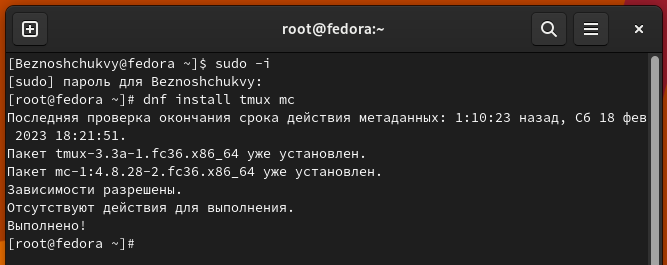 root@fedora:~
[Beznoshchukvy@fedora ~]$ sudo -i
[sudo] пароль для Beznoshchukvy:
[root@fedora ~]# dnf install tmux mc
Последняя проверка окончания срока действия метаданных: 1:10:23 назад, Сб 18 фев
 2023 18:21:51.
Пакет tmux-3.3a-1.fc36.x86_64 уже установлен.
Пакет mc-1:4.8.28-2.fc36.x86_64 уже установлен.
Зависимости разрешены.
Отсутствуют действия для выполнения.
Выполнено!
[root@fedora ~]#